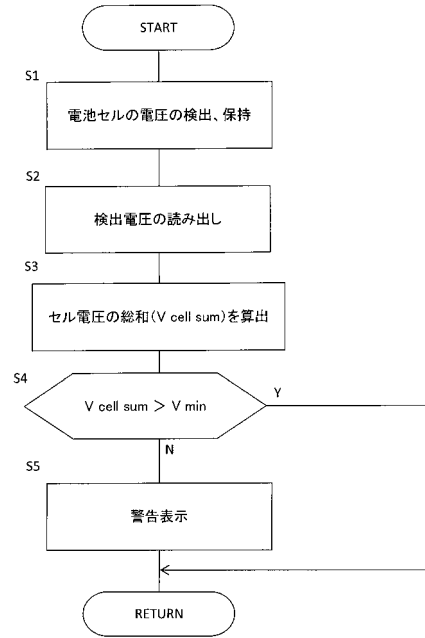 START
S1
電池セルの電圧の検出、保持
S2
検出電圧の読み出し
S3
セル電圧の総和(V cell sum)を算出
S4
V cell sum > V min
Y
N
S5
警告表示
RETURN